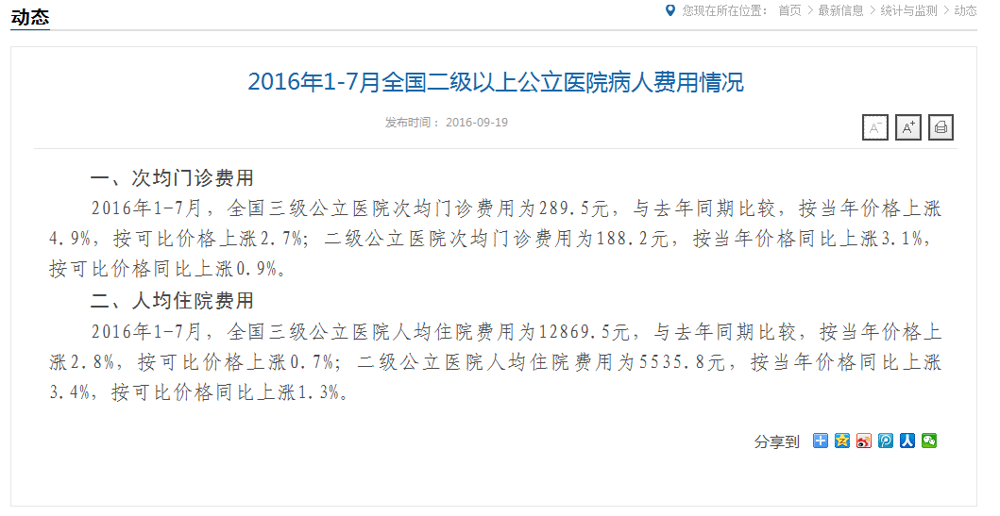 动态
您现在所在位置： 首页 > 最新信息 > 统计与监测 > 动态
2016年1-7月全国二级以上公立医院病人费用情况
发布时间： 2016-09-19
A- A+
一、次均门诊费用
2016年1-7月，全国三级公立医院次均门诊费用为289.5元，与去年同期比较，按当年价格上涨
4.9%，按可比价格上涨2.7%；二级公立医院次均门诊费用为188.2元，按当年价格同比上涨3.1%，
按可比价格同比上涨0.9%。
二、人均住院费用
2016年1-7月，全国三级公立医院人均住院费用为12869.5元，与去年同期比较，按当年价格上
涨2.8%，按可比价格上涨0.7%；二级公立医院人均住院费用为5535.8元，按当年价格同比上涨
3.4%，按可比价格同比上涨1.3%。
分享到